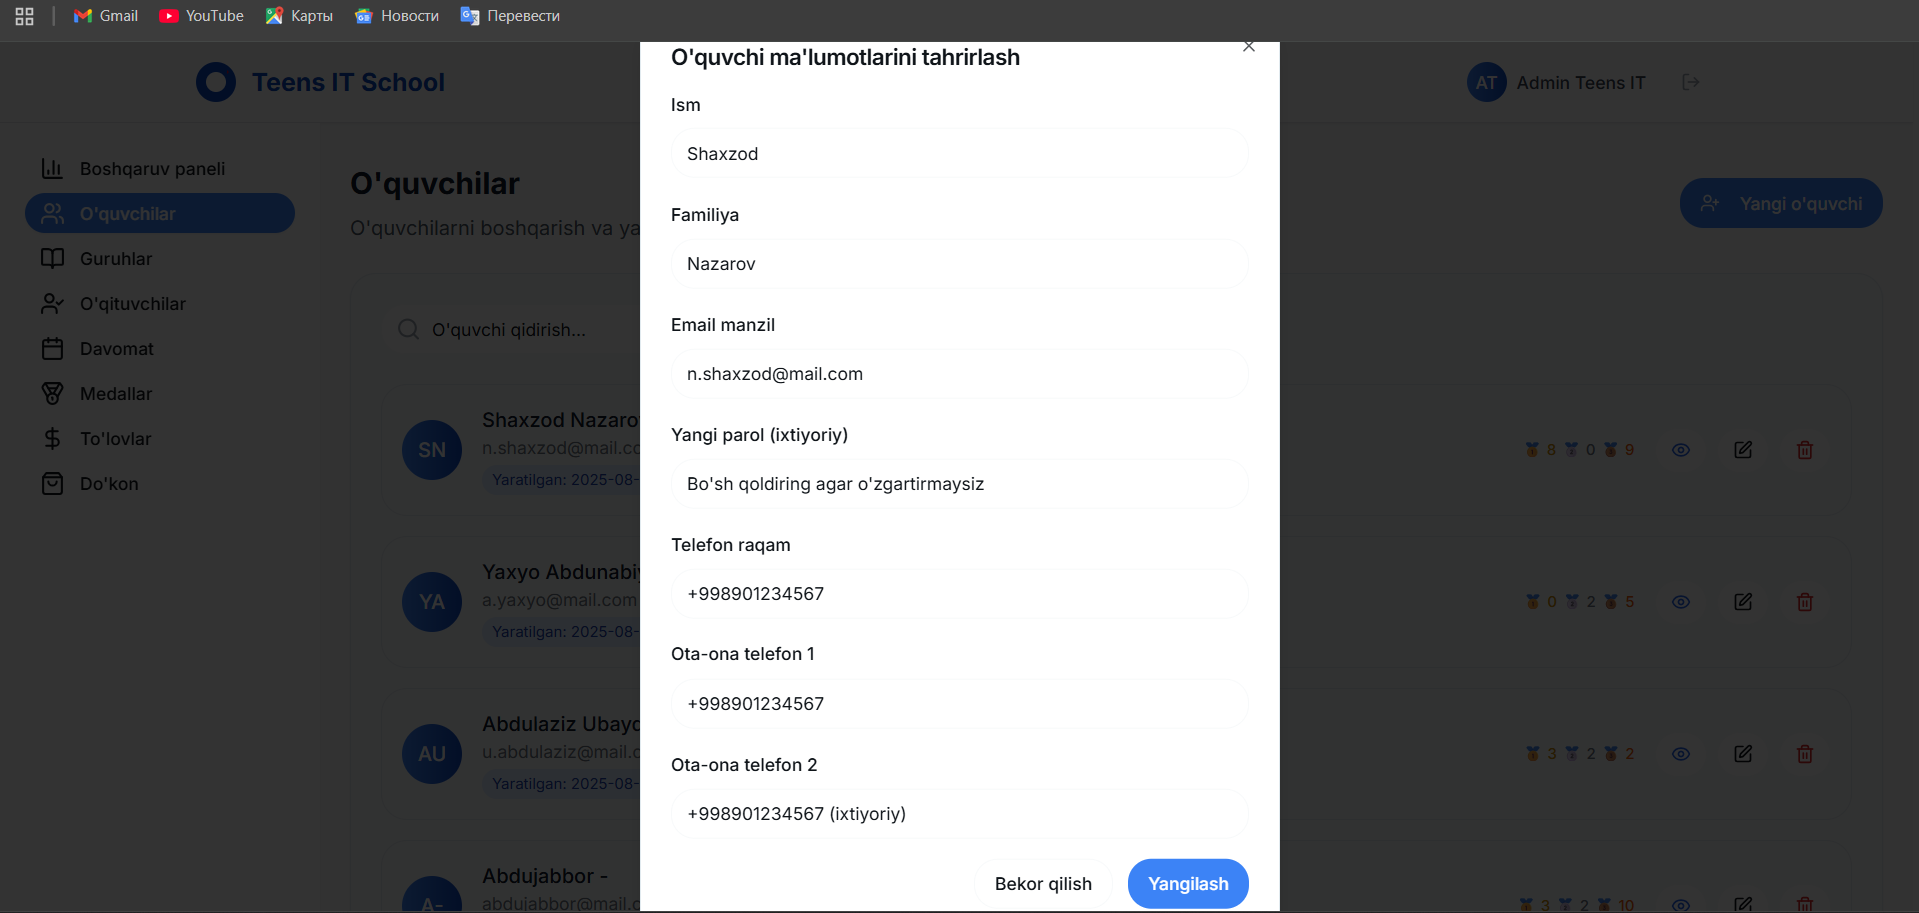 Gmail YouTube Карты Новости Перевести
Teens IT School
AT Admin Teens IT
Boshqaruv paneli
O'quvchilar
Guruhlar
O'qituvchilar
Davomat
Medallar
To'lovlar
Do'kon
O'quvchilar
O'quvchilarni boshqarish va ya
Yangi o'quvchi
O'quvchi qidirish...
SN
Shaxzod Nazaro
n.shaxzod@mail.co
Yaratilgan: 2025-08-
8 0 9
YA
Yaxyo Abdunabiy
a.yaxyo@mail.com
Yaratilgan: 2025-08-
0 2 5
AU
Abdulaziz Ubayd
u.abdulaziz@mail.c
Yaratilgan: 2025-08-
3 2 2
A-
Abdujabbor -
abdujabbor@mail.c
3 2 10
O'quvchi ma'lumotlarini tahrirlash
Ism
Shaxzod
Familiya
Nazarov
Email manzil
n.shaxzod@mail.com
Yangi parol (ixtiyoriy)
Bo'sh qoldiring agar o'zgartirmaysiz
Telefon raqam
+998901234567
Ota-ona telefon 1
+998901234567
Ota-ona telefon 2
+998901234567 (ixtiyoriy)
Bekor qilish Yangilash